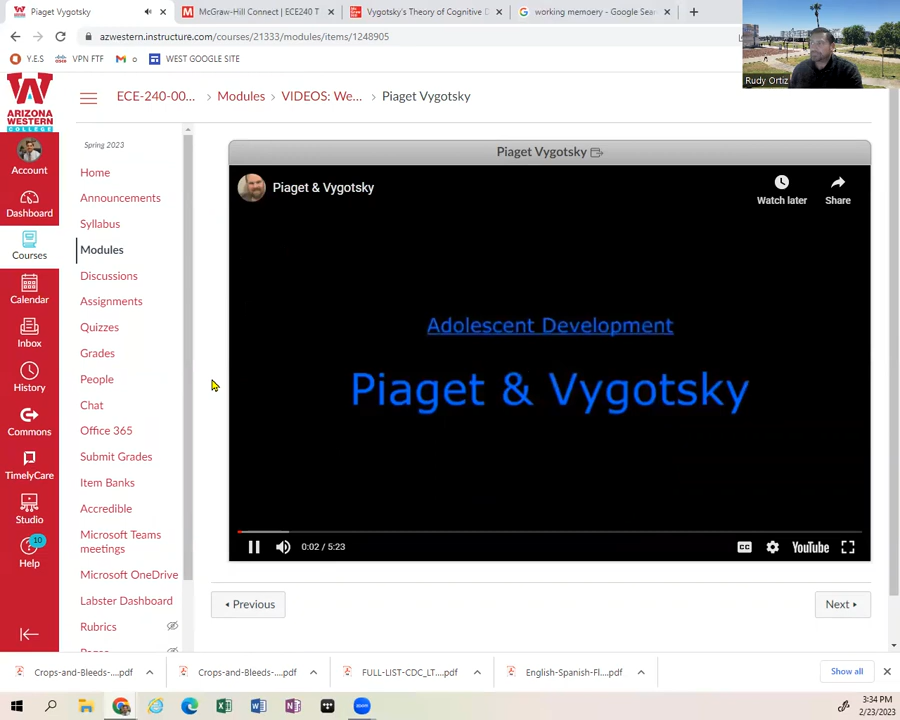 Piaget Vygotsky
McGraw-Hill Connect | ECE240 T
Vygotsky's Theory of Cognitive D
working memoery - Google Sea
azwestern.instructure.com/courses/21333/modules/items/1248905
Y.E.S
VPN FTF
o
WEST GOOGLE SITE
Rudy Ortiz
ARIZONA
WESTERN
COLLEGE
ECE-240-00... > Modules > VIDEOS: We... > Piaget Vygotsky
Account
Dashboard
Courses
Calendar
Inbox
History
Commons
TimelyCare
Studio
10
Help
Spring 2023
Home
Announcements
Syllabus
Modules
Discussions
Assignments
Quizzes
Grades
People
Chat
Office 365
Submit Grades
Item Banks
Accredible
Microsoft Teams
meetings
Microsoft OneDrive
Labster Dashboard
Rubrics
Piaget Vygotsky
Piaget & Vygotsky
Watch later
Share
Adolescent Development
Piaget & Vygotsky
0:02 / 5:23
CC
YouTube
Previous
Next
Crops-and-Bleeds-....pdf
Crops-and-Bleeds-....pdf
FULL-LIST-CDC_LT....pdf
English-Spanish-Fl....pdf
Show all
3:34 PM
2/23/2023